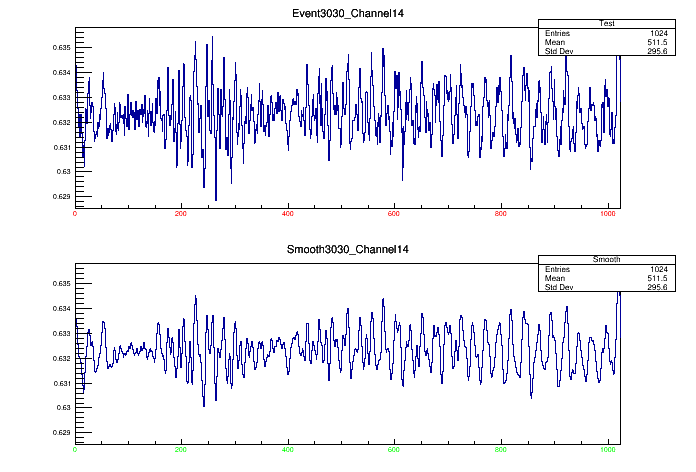 Event3030_Channel14
Test
Entries 1024
Mean 511.5
Std Dev 295.6
0.635
0.634
0.633
0.632
0.631
0.63
0.629
0 200 400 600 800 1000
Smooth3030_Channel14
Smooth
Entries 1024
Mean 511.5
Std Dev 295.6
0.635
0.634
0.633
0.632
0.631
0.63
0.629
0 200 400 600 800 1000